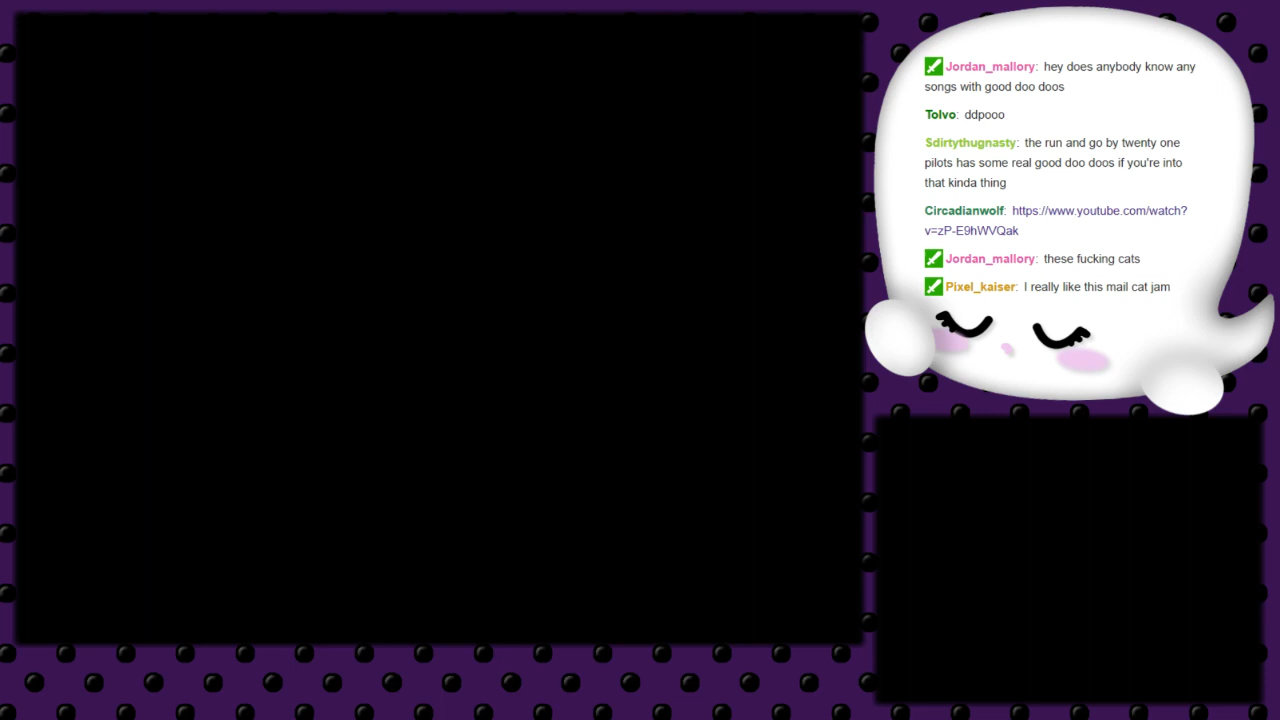 Jordan_mallory: hey does anybody know any
songs with good doo doos
Tolvo: ddpooo
Sdirtythugnasty: the run and go by twenty one
pilots has some real good doo doos if you're into
that kinda thing
Circadianwolf: https://www.youtube.com/watch?
v=zP-E9hWVQak
Jordan_mallory: these fucking cats
Pixel_kaiser: I really like this mail cat jam